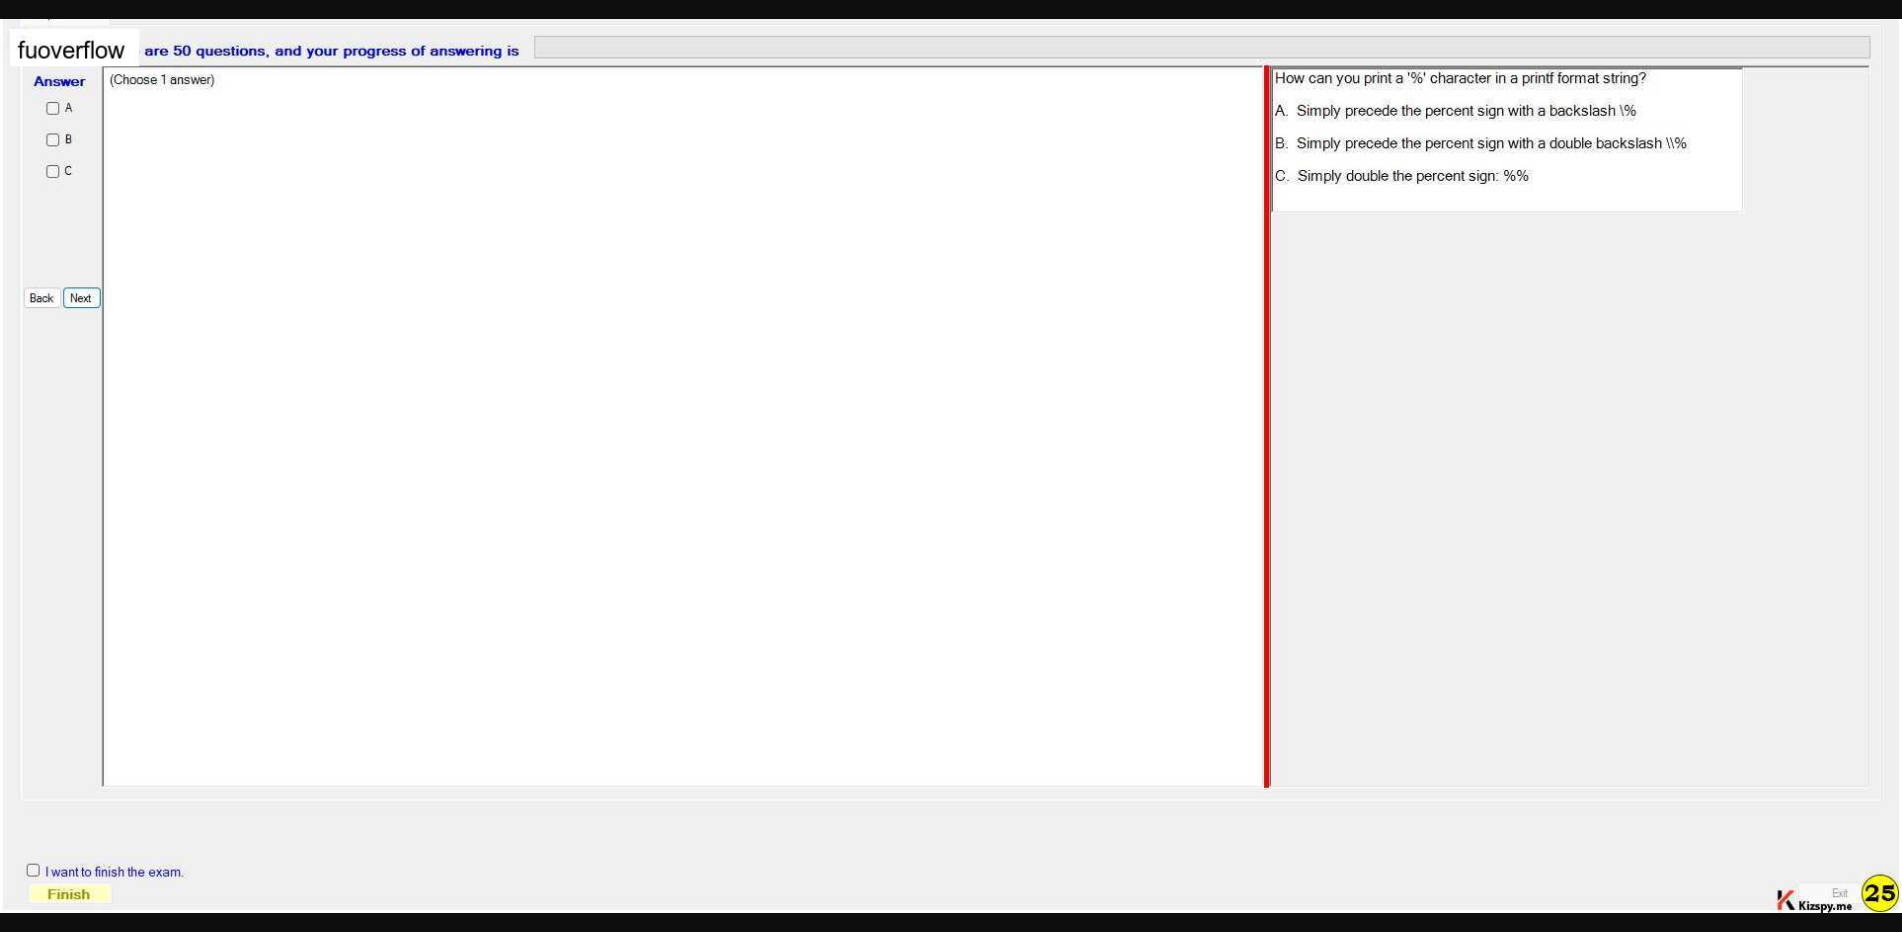 fuoverflow are 50 questions, and your progress of answering is
Answer
(Choose 1 answer)
A
B
C
Back Next
How can you print a '%' character in a printf format string?
A. Simply precede the percent sign with a backslash \%
B. Simply precede the percent sign with a double backslash \\%
C. Simply double the percent sign: %%
I want to finish the exam.
Finish
Exit
Kizspy.me
25